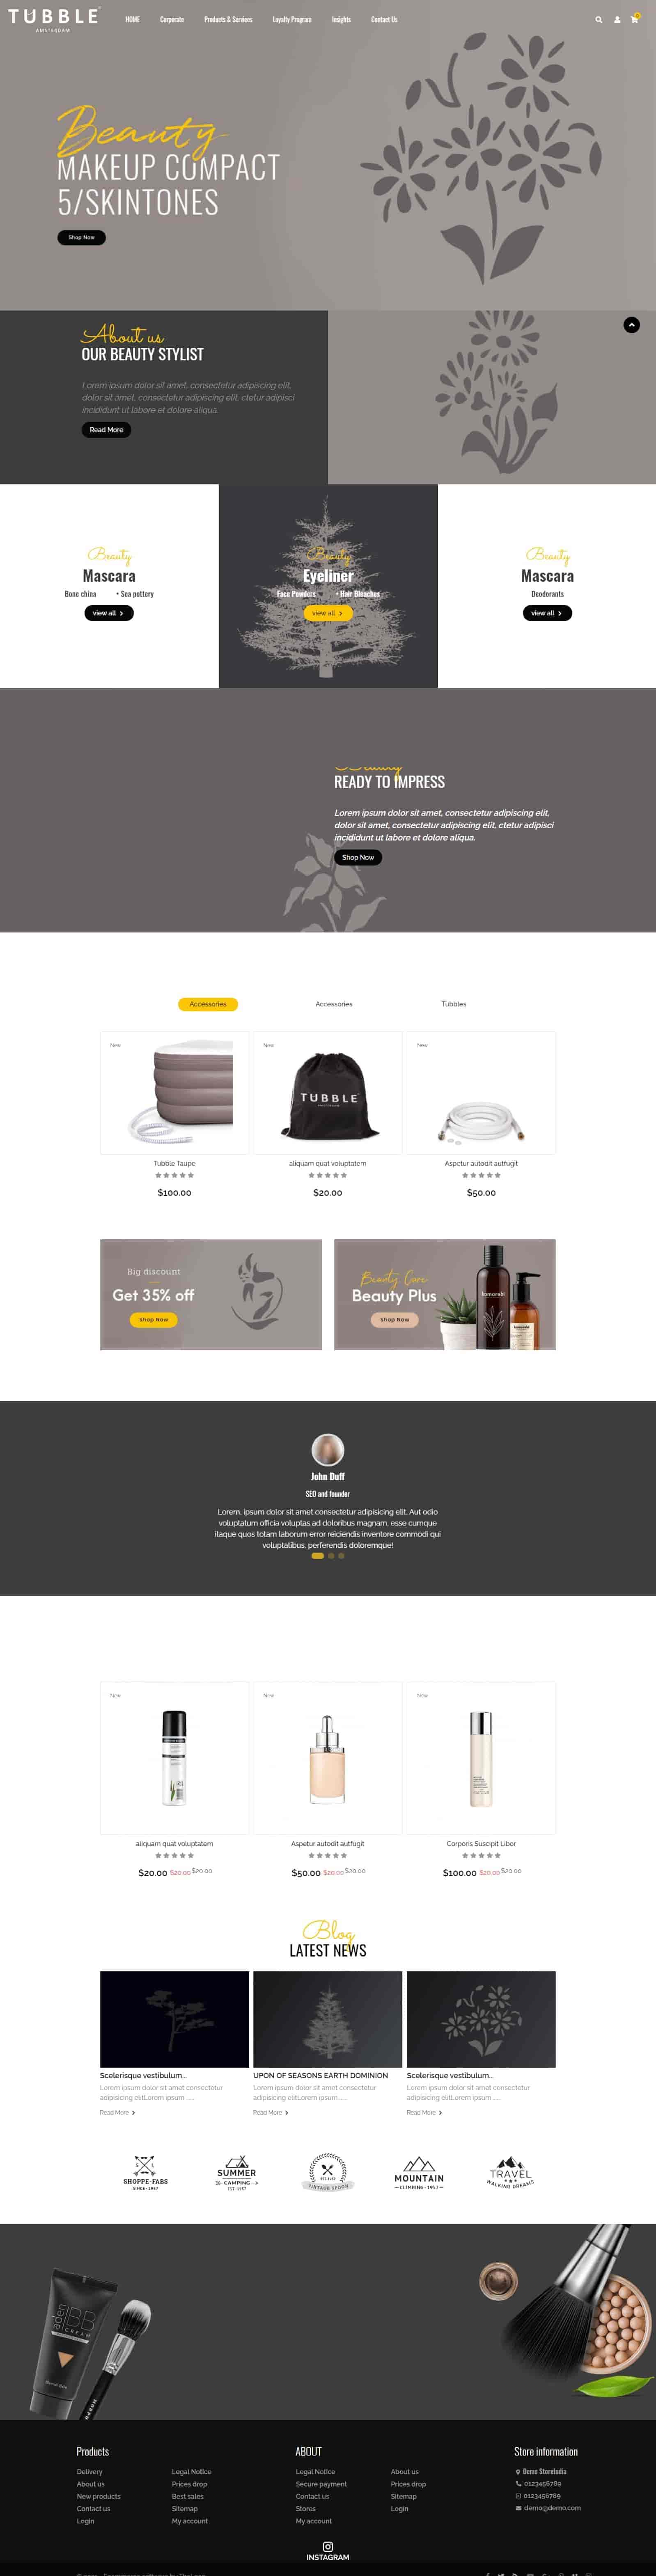 TUBBLE
AMSTERDAM
HOME Corporate Products & Services Loyalty Program Insights Contact Us
Beauty
MAKEUP COMPACT
5/SKINTONES
Shop Now
About us
OUR BEAUTY STYLIST
Lorem ipsum dolor sit amet, consectetur adipiscing elit,
dolor sit amet, consectetur adipiscing elit, ctetur adipisci
incididunt ut labore et dolore aliqua.
Read More
Beauty
Mascara
Bone china • Sea pottery
view all
Beauty
Eyeliner
Face Powders • Hair Bleaches
view all
Beauty
Mascara
Deodorants
view all
Beauty
READY TO IMPRESS
Lorem ipsum dolor sit amet, consectetur adipiscing elit,
dolor sit amet, consectetur adipiscing elit, ctetur adipisci
incididunt ut labore et dolore aliqua.
Shop Now
Accessories Accessories Tubbles
New New New
TUBBLE
AMSTERDAM
Tubble Taupe aliquam quat voluptatem Aspetur autodit autfugit
$100.00 $20.00 $50.00
Big discount
Get 35% off
Shop Now
Beauty Care
Beauty Plus
Shop Now
komorebi
komorebi
John Duff
SEO and founder
Lorem, ipsum dolor sit amet consectetur adipisicing elit. Aut odio
voluptatum officia voluptas ad doloribus magnam, esse cumque
itaque quos totam laborum error reiciendis inventore commodi qui
voluptatibus, perferendis doloremque!
New New New
aliquam quat voluptatem Aspetur autodit autfugit Corporis Suscipit Libor
$20.00 $20.00 $20.00 $50.00 $20.00 $20.00 $100.00 $20.00 $20.00
Blog
LATEST NEWS
Scelerisque vestibulum... UPON OF SEASONS EARTH DOMINION Scelerisque vestibulum...
Lorem ipsum dolor sit amet consectetur Lorem ipsum dolor sit amet consectetur Lorem ipsum dolor sit amet consectetur
adipisicing elitLorem ipsum ...... adipisicing elitLorem ipsum ...... adipisicing elitLorem ipsum ......
Read More Read More Read More
S L
SHOPPE-FABS
SINCE-1957
SUMMER
CAMPING
EST-1957
EST-1957
VINTAGE SPOON
MOUNTAIN
CLIMBING-1957
TRAVEL
WALKING DREAMS
aden
BB
CREAM
Products ABOUT Store information
Delivery Legal Notice Legal Notice About us Demo StoreIndia
About us Prices drop Secure payment Prices drop 0123456789
New products Best sales Contact us Sitemap 0123456789
Contact us Sitemap Stores Login demo@demo.com
Login My account My account
INSTAGRAM